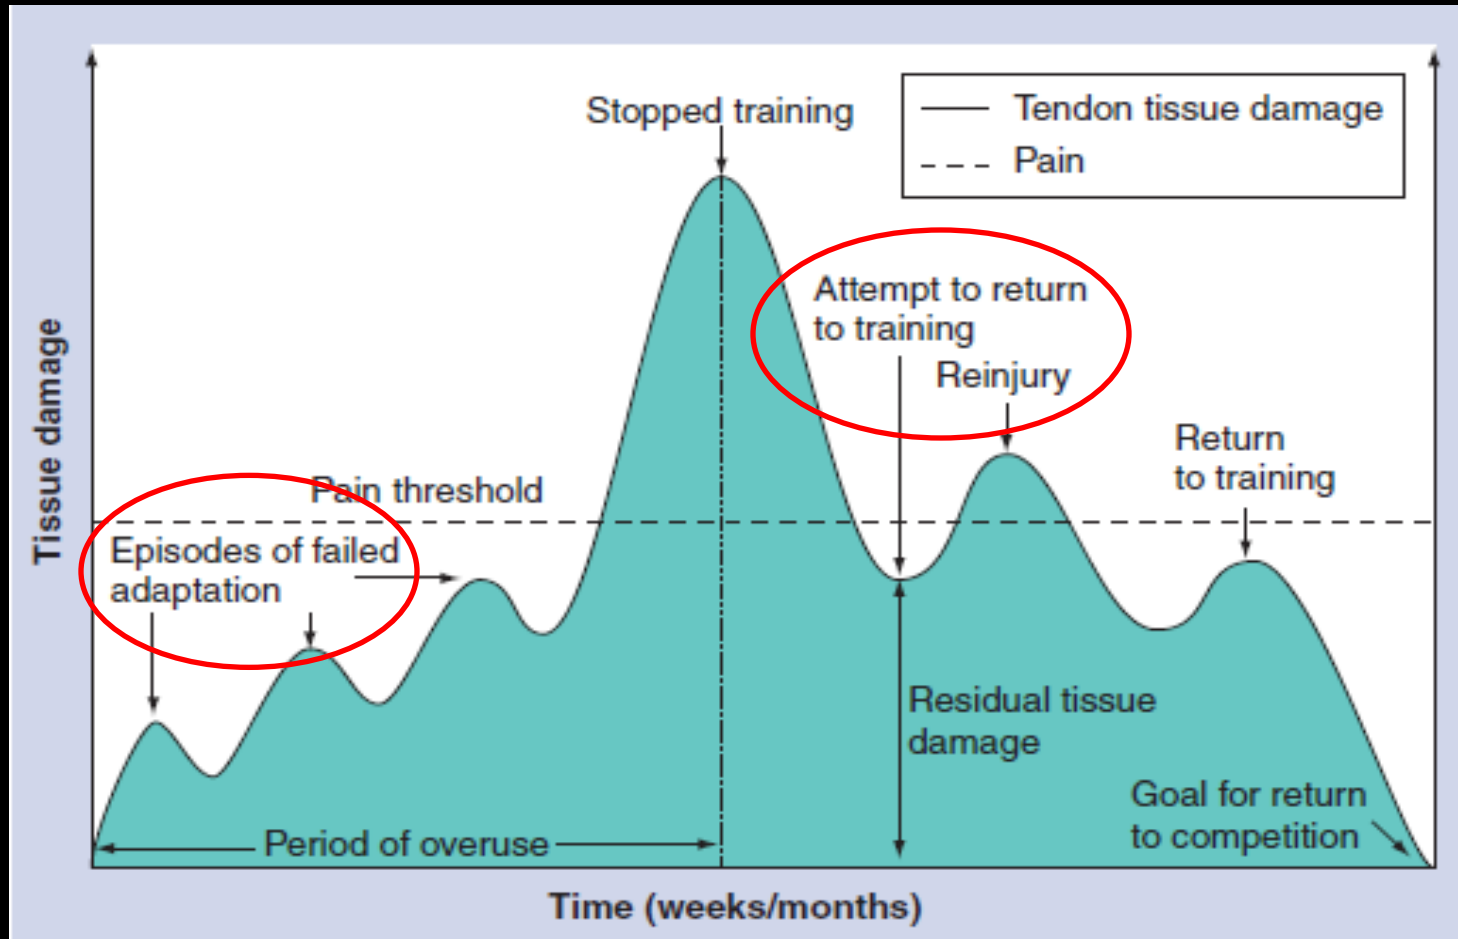 Stopped training
Tendon tissue damage
Pain
Attempt to return
to training
Reinjury
Return
to training
Pain threshold
Episodes of failed
adaptation
Tissue damage
Residual tissue
damage
Goal for return
to competition
Period of overuse
Time (weeks/months)